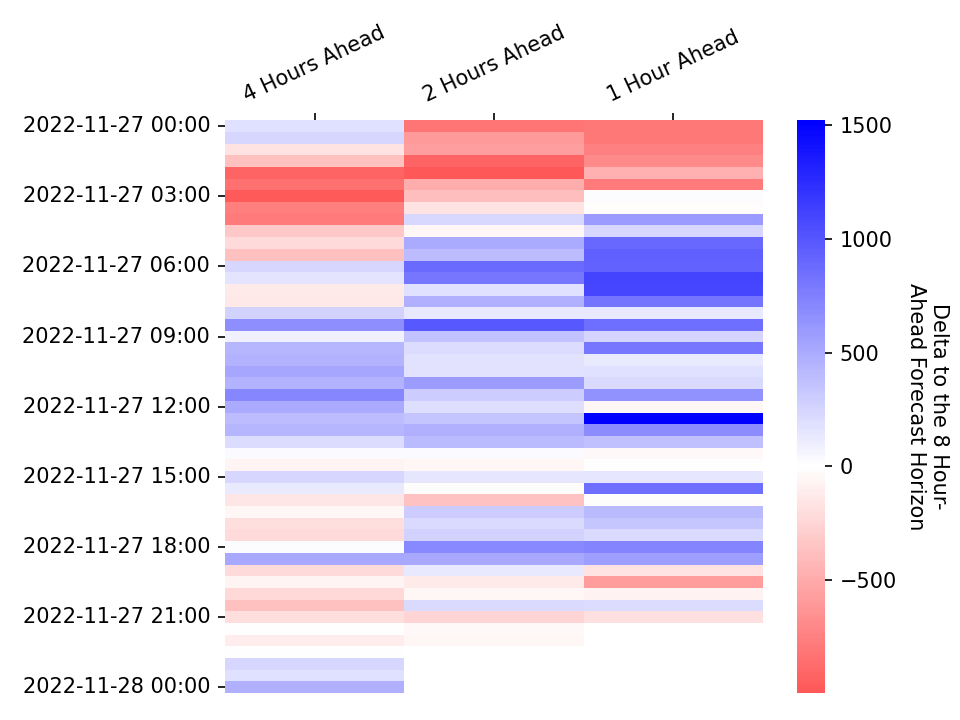 4 Hours Ahead
2 Hours Ahead
1 Hour Ahead
2022-11-27 00:00
2022-11-27 03:00
2022-11-27 06:00
2022-11-27 09:00
2022-11-27 12:00
2022-11-27 15:00
2022-11-27 18:00
2022-11-27 21:00
2022-11-28 00:00
1500
1000
500
0
−500
Delta to the 8 Hour-
Ahead Forecast Horizon